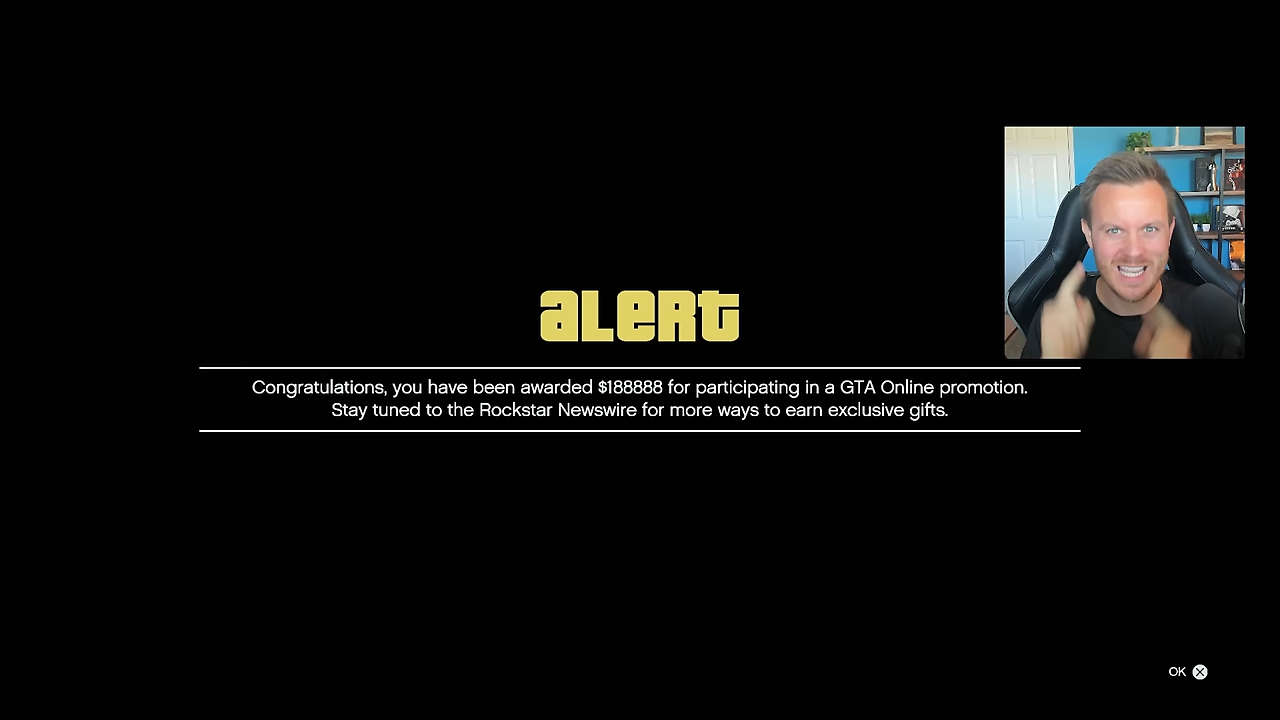 aLeRt
Congratulations, you have been awarded $188888 for participating in a GTA Online promotion.
Stay tuned to the Rockstar Newswire for more ways to earn exclusive gifts.
OK